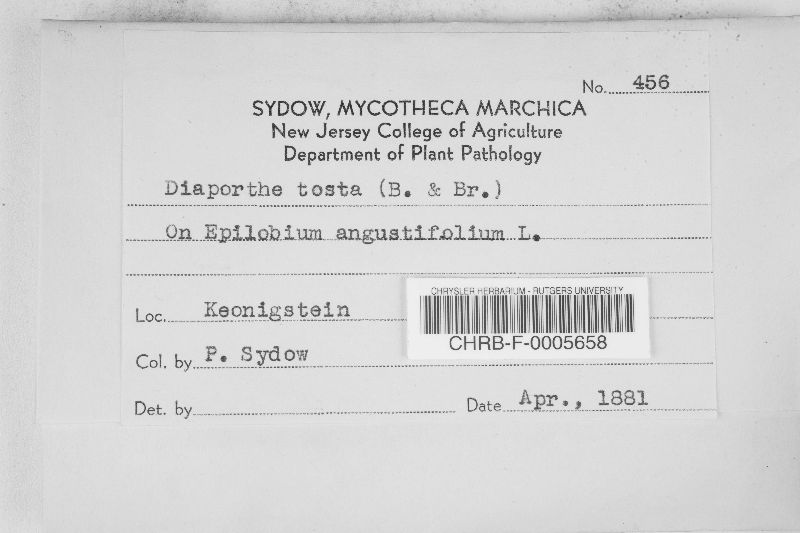 No. 456
SYDOW, MYCOTHECA MARCHICA
New Jersey College of Agriculture
Department of Plant Pathology
Diaporthe tosta (B. & Br.)
On Epilobium angustifolium L.
Loc. Keonigstein
CHRYSLER HERBARIUM - RUTGERS UNIVERSITY
CHRB-F-0005658
Col. by P. Sydow
Det. by Date Apr., 1881